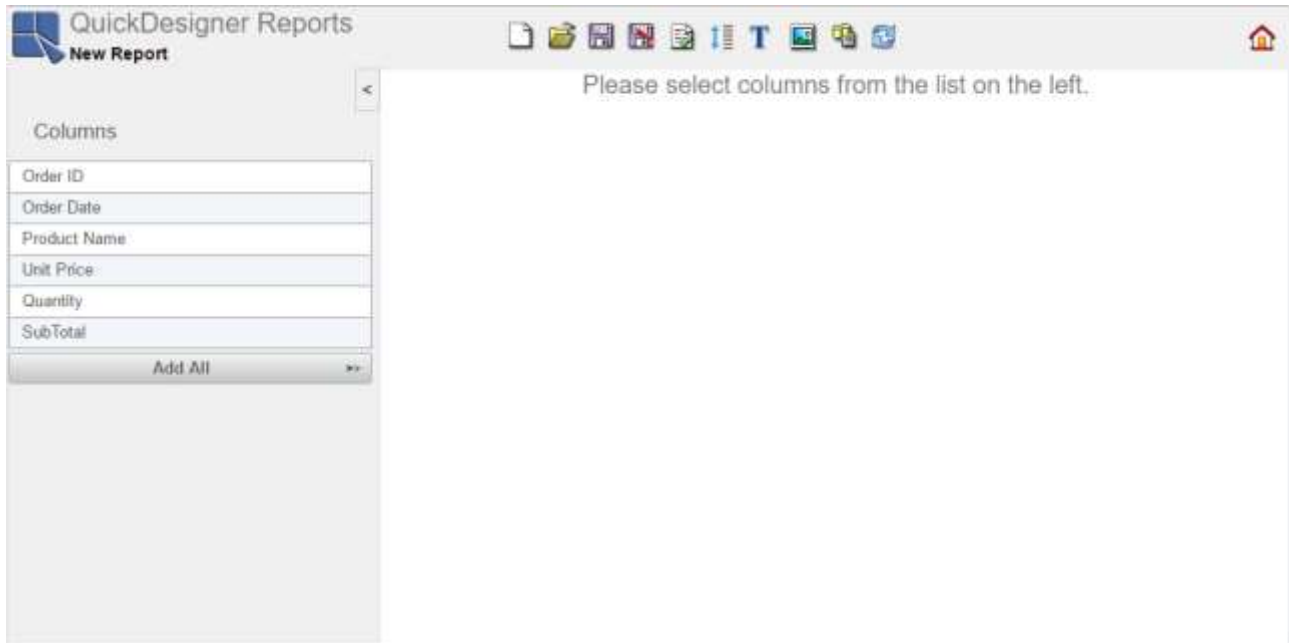 QuickDesigner Reports
New Report
T
<
Please select columns from the list on the left.
Columns
Order ID
Order Date
Product Name
Unit Price
Quantity
SubTotal
Add All